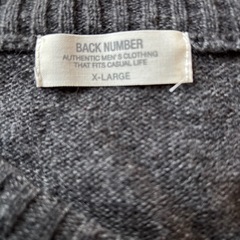 BACK NUMBER
AUTHENTIC MEN'S CLOTHING
THAT FITS CASUAL LIFE
X-LARGE